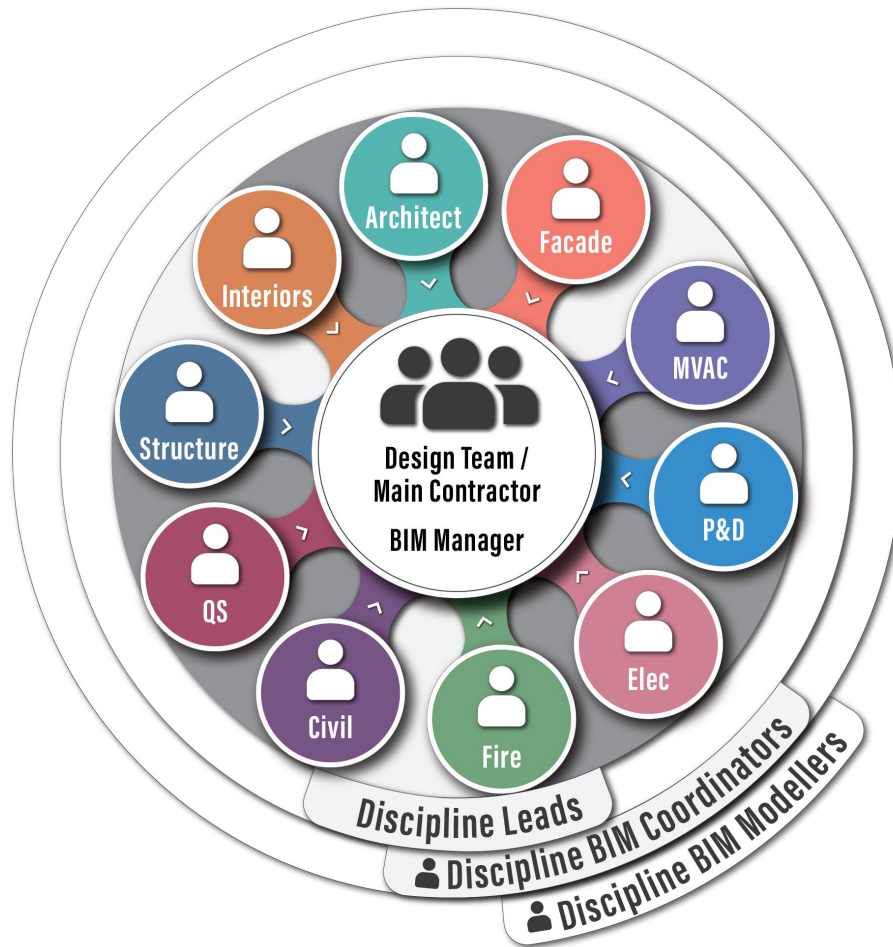 Architect
Facade
Interiors
MVAC
Structure
Design Team /
Main Contractor
BIM Manager
P&D
QS
Elec
Civil
Fire
Discipline Leads
Discipline BIM Coordinators
Discipline BIM Modellers